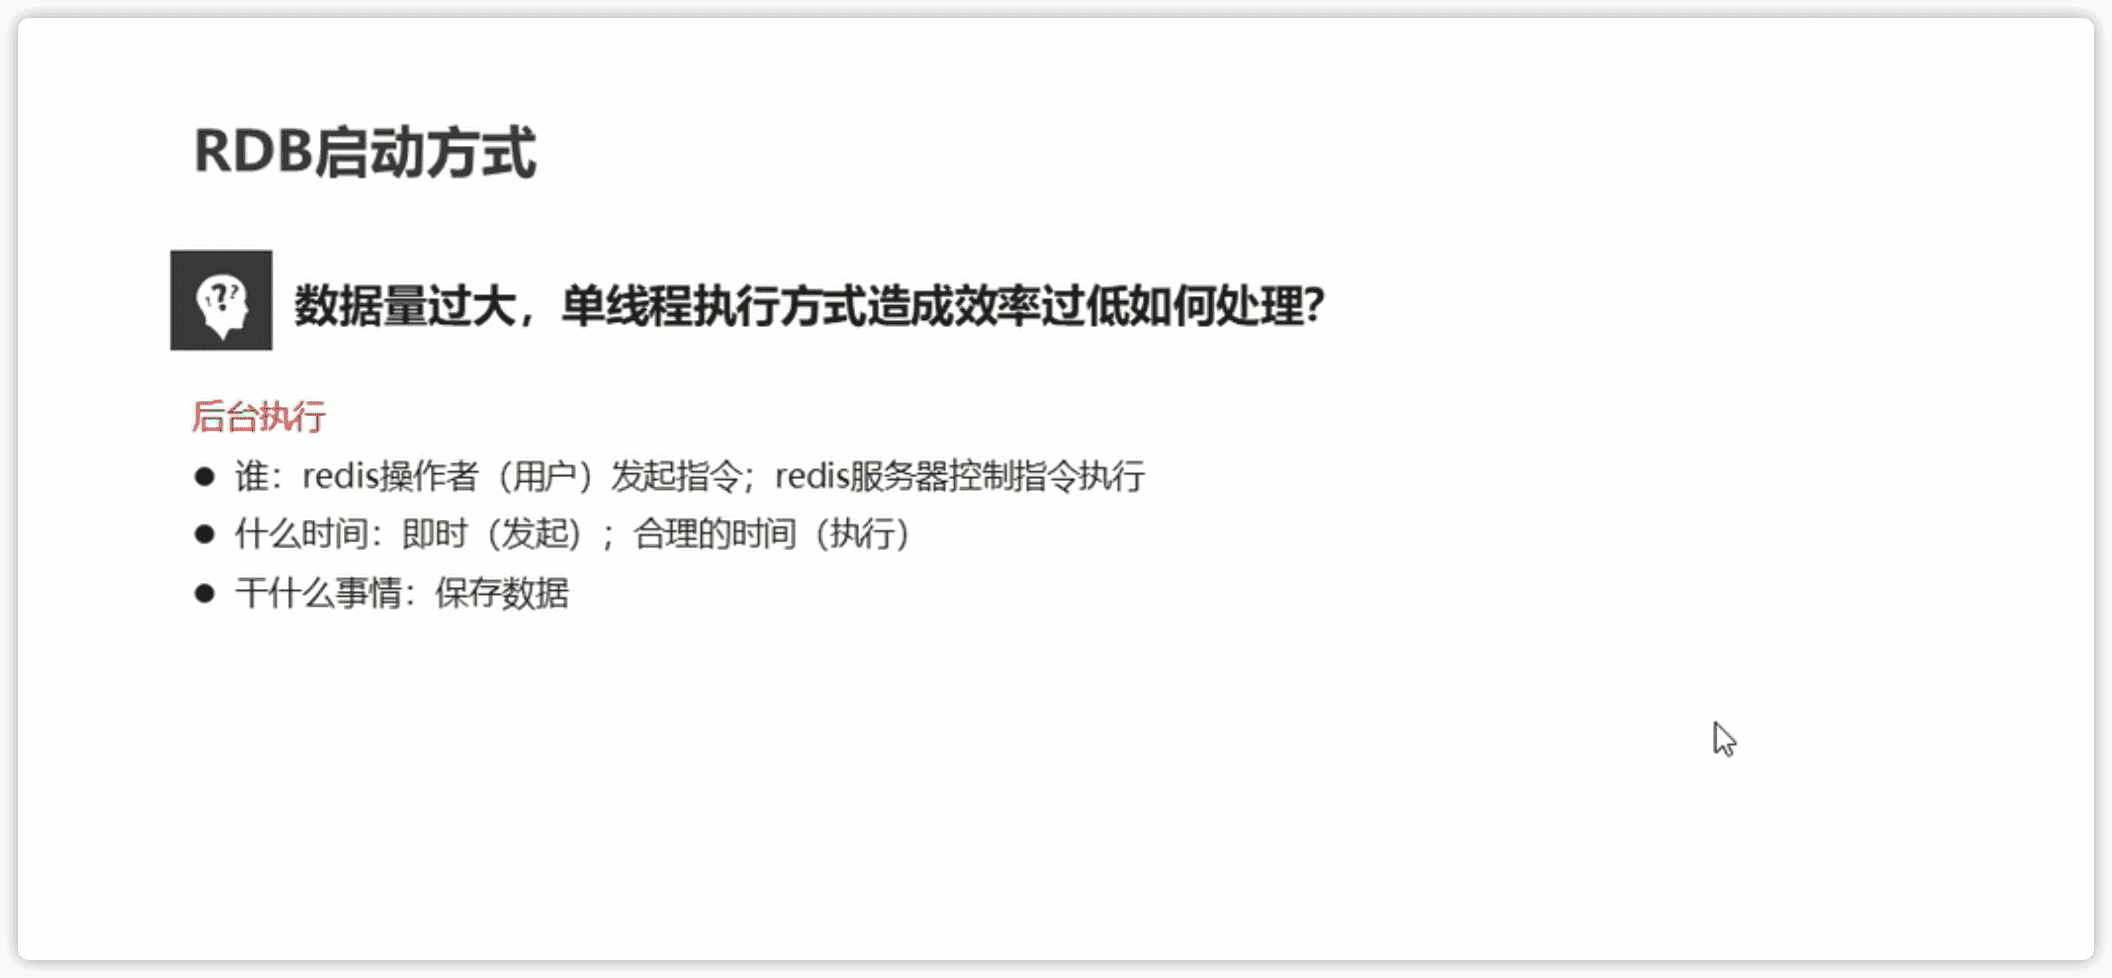 RDB启动方式
数据量过大，单线程执行方式造成效率过低如何处理？
后台执行
● 谁：redis操作者（用户）发起指令；redis服务器控制指令执行
● 什么时间：即时（发起）；合理的时间（执行）
● 干什么事情：保存数据